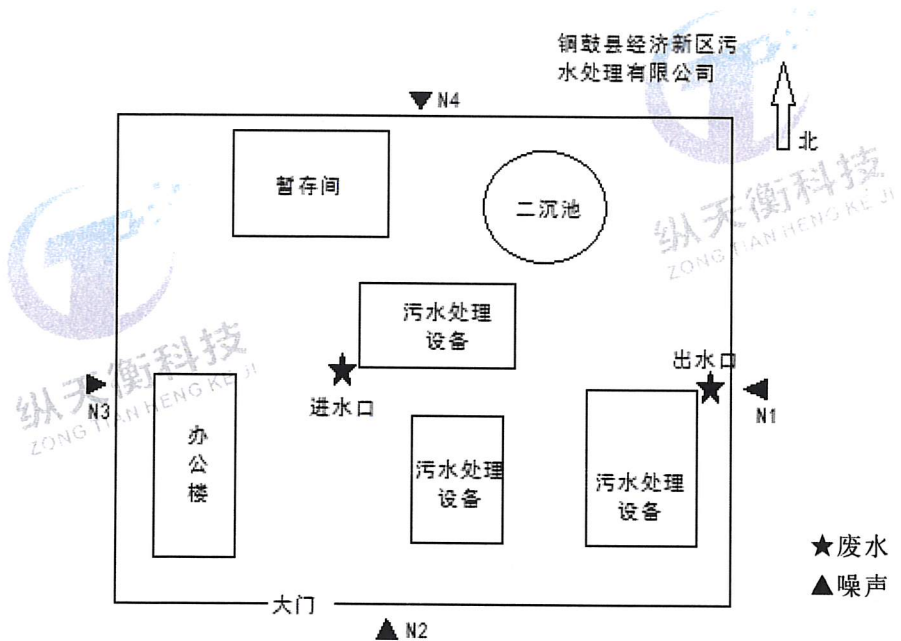 铜鼓县经济新区污
水处理有限公司
北
N4
暂存间
二沉池
纵天衡科技
ZONG TIAN HENG KE JI
污水处理
设备
出水口
纵天衡科技
ZONG TIAN HENG KE JI
N3
进水口
N1
办
公
楼
污水处理
设备
污水处理
设备
★废水
▲噪声
大门
N2